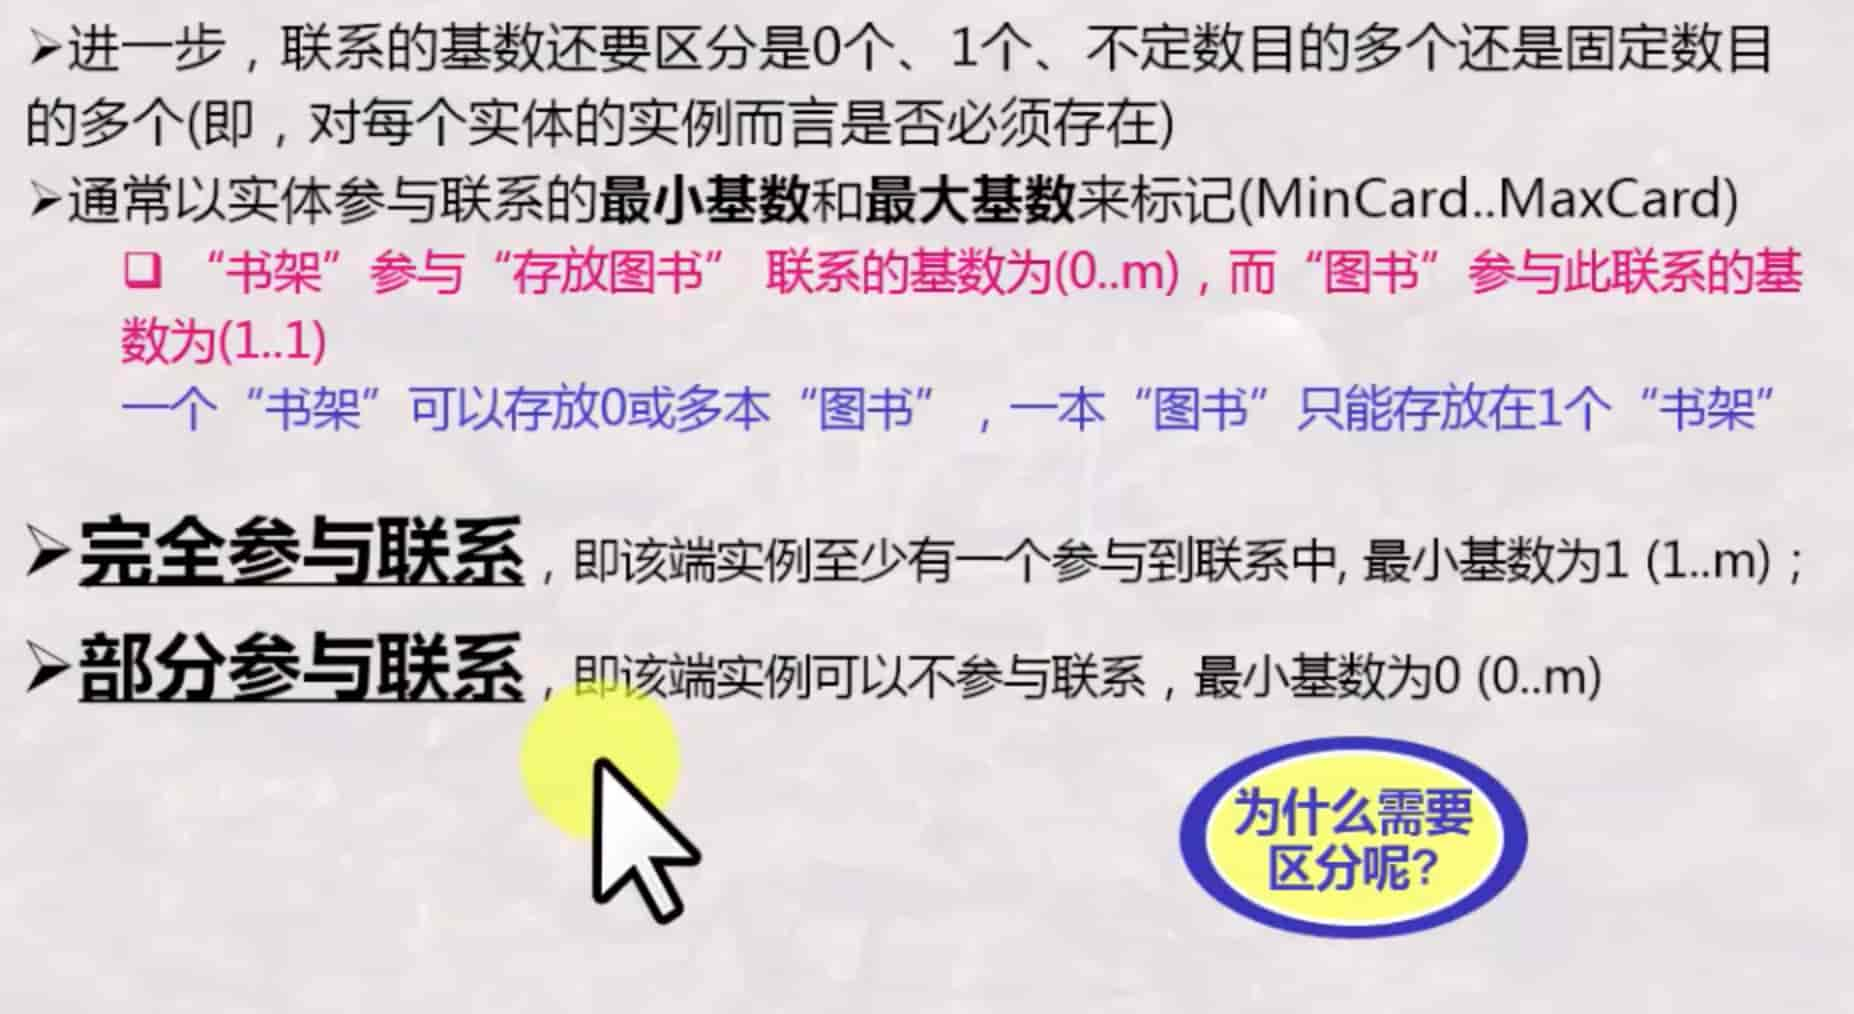 ➢进一步，联系的基数还要区分是0个、1个、不定数目的多个还是固定数目
的多个(即，对每个实体的实例而言是否必须存在)
➢通常以实体参与联系的最小基数和最大基数来标记(MinCard..MaxCard)
❑ “书架”参与“存放图书” 联系的基数为(0..m)，而“图书”参与此联系的基
数为(1..1)
一个“书架”可以存放0或多本“图书”，一本“图书”只能存放在1个“书架”
➢完全参与联系，即该端实例至少有一个参与到联系中, 最小基数为1 (1..m)；
➢部分参与联系，即该端实例可以不参与联系，最小基数为0 (0..m)
为什么需要
区分呢?